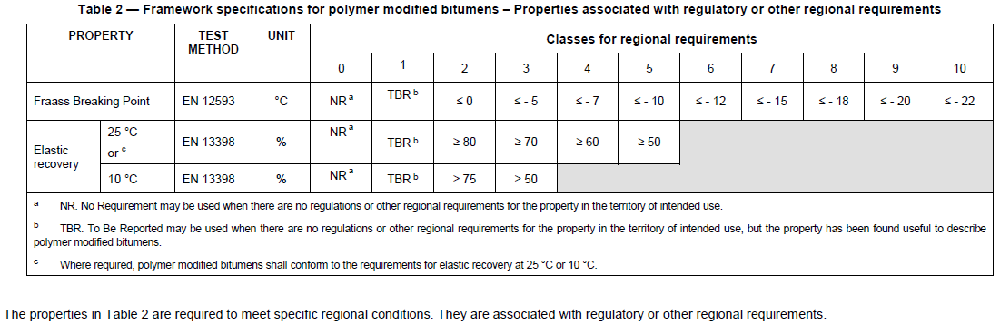 Table 2 — Framework specifications for polymer modified bitumens – Properties associated with regulatory or other regional requirements
PROPERTY TEST METHOD UNIT Classes for regional requirements
0 1 2 3 4 5 6 7 8 9 10
Fraass Breaking Point EN 12593 °C NR a TBR b ≤ 0 ≤ - 5 ≤ - 7 ≤ - 10 ≤ - 12 ≤ - 15 ≤ - 18 ≤ - 20 ≤ - 22
Elastic recovery 25 °C or c EN 13398 % NR a TBR b ≥ 80 ≥ 70 ≥ 60 ≥ 50
10 °C EN 13398 % NR a TBR b ≥ 75 ≥ 50
a NR. No Requirement may be used when there are no regulations or other regional requirements for the property in the territory of intended use.
b TBR. To Be Reported may be used when there are no regulations or other regional requirements for the property in the territory of intended use, but the property has been found useful to describe
polymer modified bitumens.
c Where required, polymer modified bitumens shall conform to the requirements for elastic recovery at 25 °C or 10 °C.
The properties in Table 2 are required to meet specific regional conditions. They are associated with regulatory or other regional requirements.